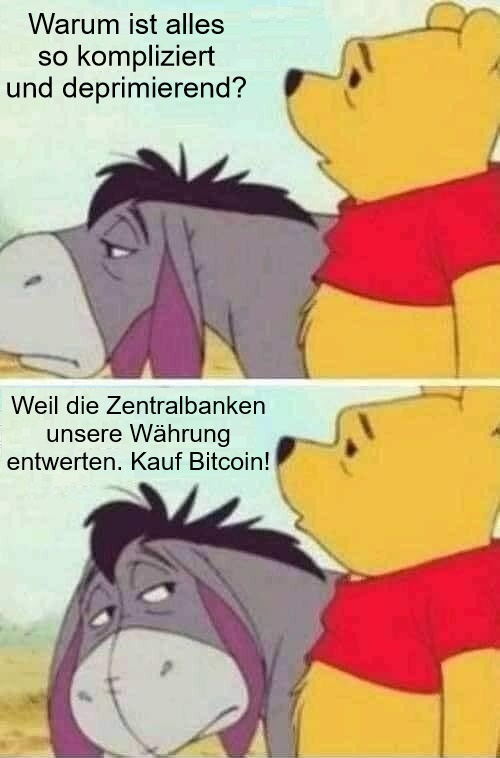 Warum ist alles
so kompliziert
und deprimierend?
Weil die Zentralbanken
unsere Währung
entwerten. Kauf Bitcoin!